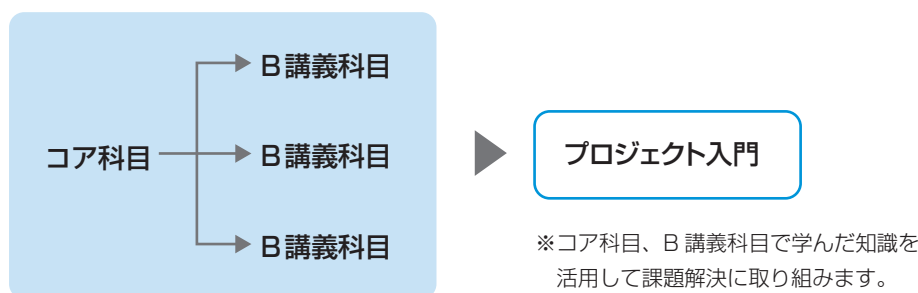 B講義科目
コア科目
B講義科目
B講義科目
プロジェクト入門
※コア科目、B講義科目で学んだ知識を
活用して課題解決に取り組みます。